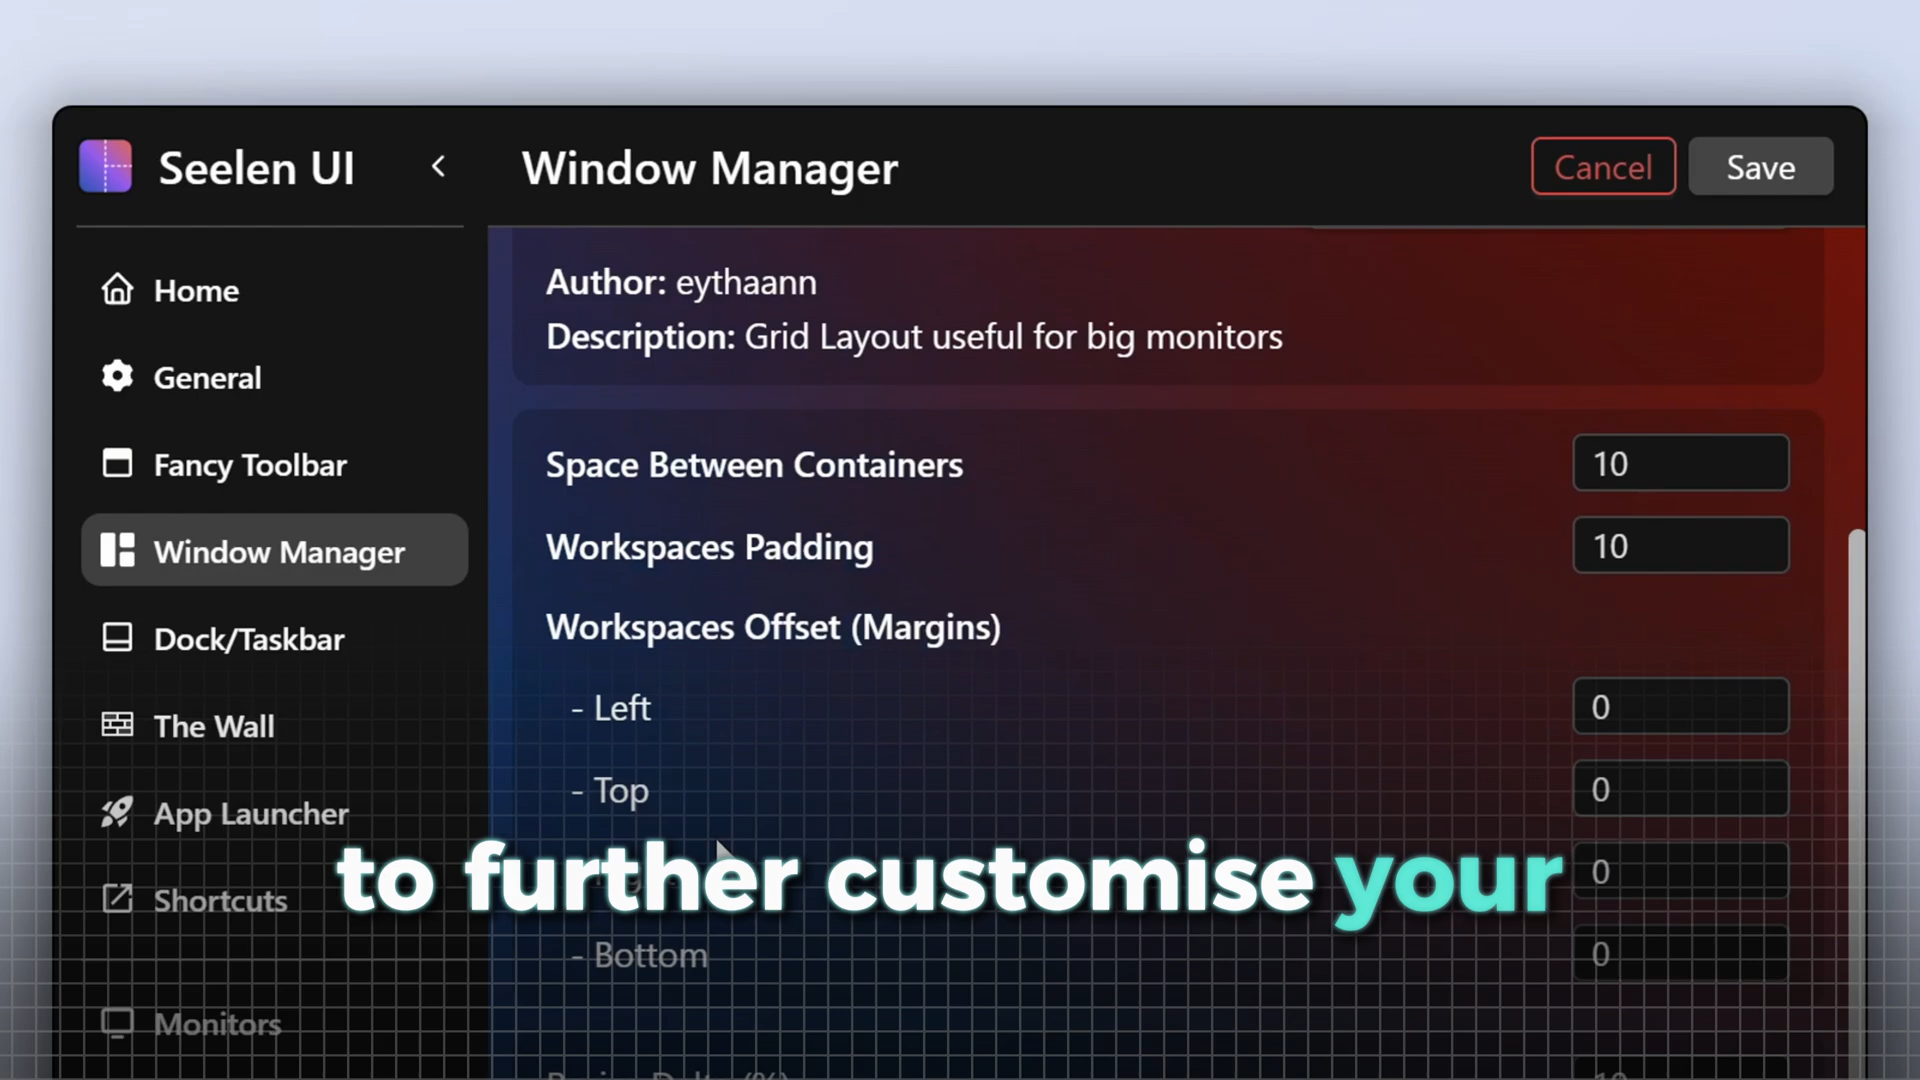 Seelen UI
Window Manager
Cancel
Save
Home
General
Fancy Toolbar
Window Manager
Dock/Taskbar
The Wall
App Launcher
Shortcuts
Monitors
Author: eythaann
Description: Grid Layout useful for big monitors
Space Between Containers 10
Workspaces Padding 10
Workspaces Offset (Margins)
- Left 0
- Top 0
0
- Bottom 0
to further customise your